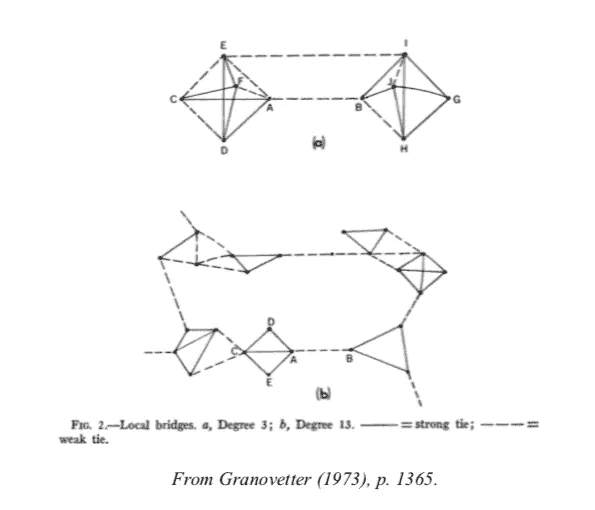 E I
F J
C A B G
D H
(a)
D
C A B
E
(b)
FIG. 2.—Local bridges. a, Degree 3; b, Degree 13. ——— = strong tie; – – – =
weak tie.
From Granovetter (1973), p. 1365.